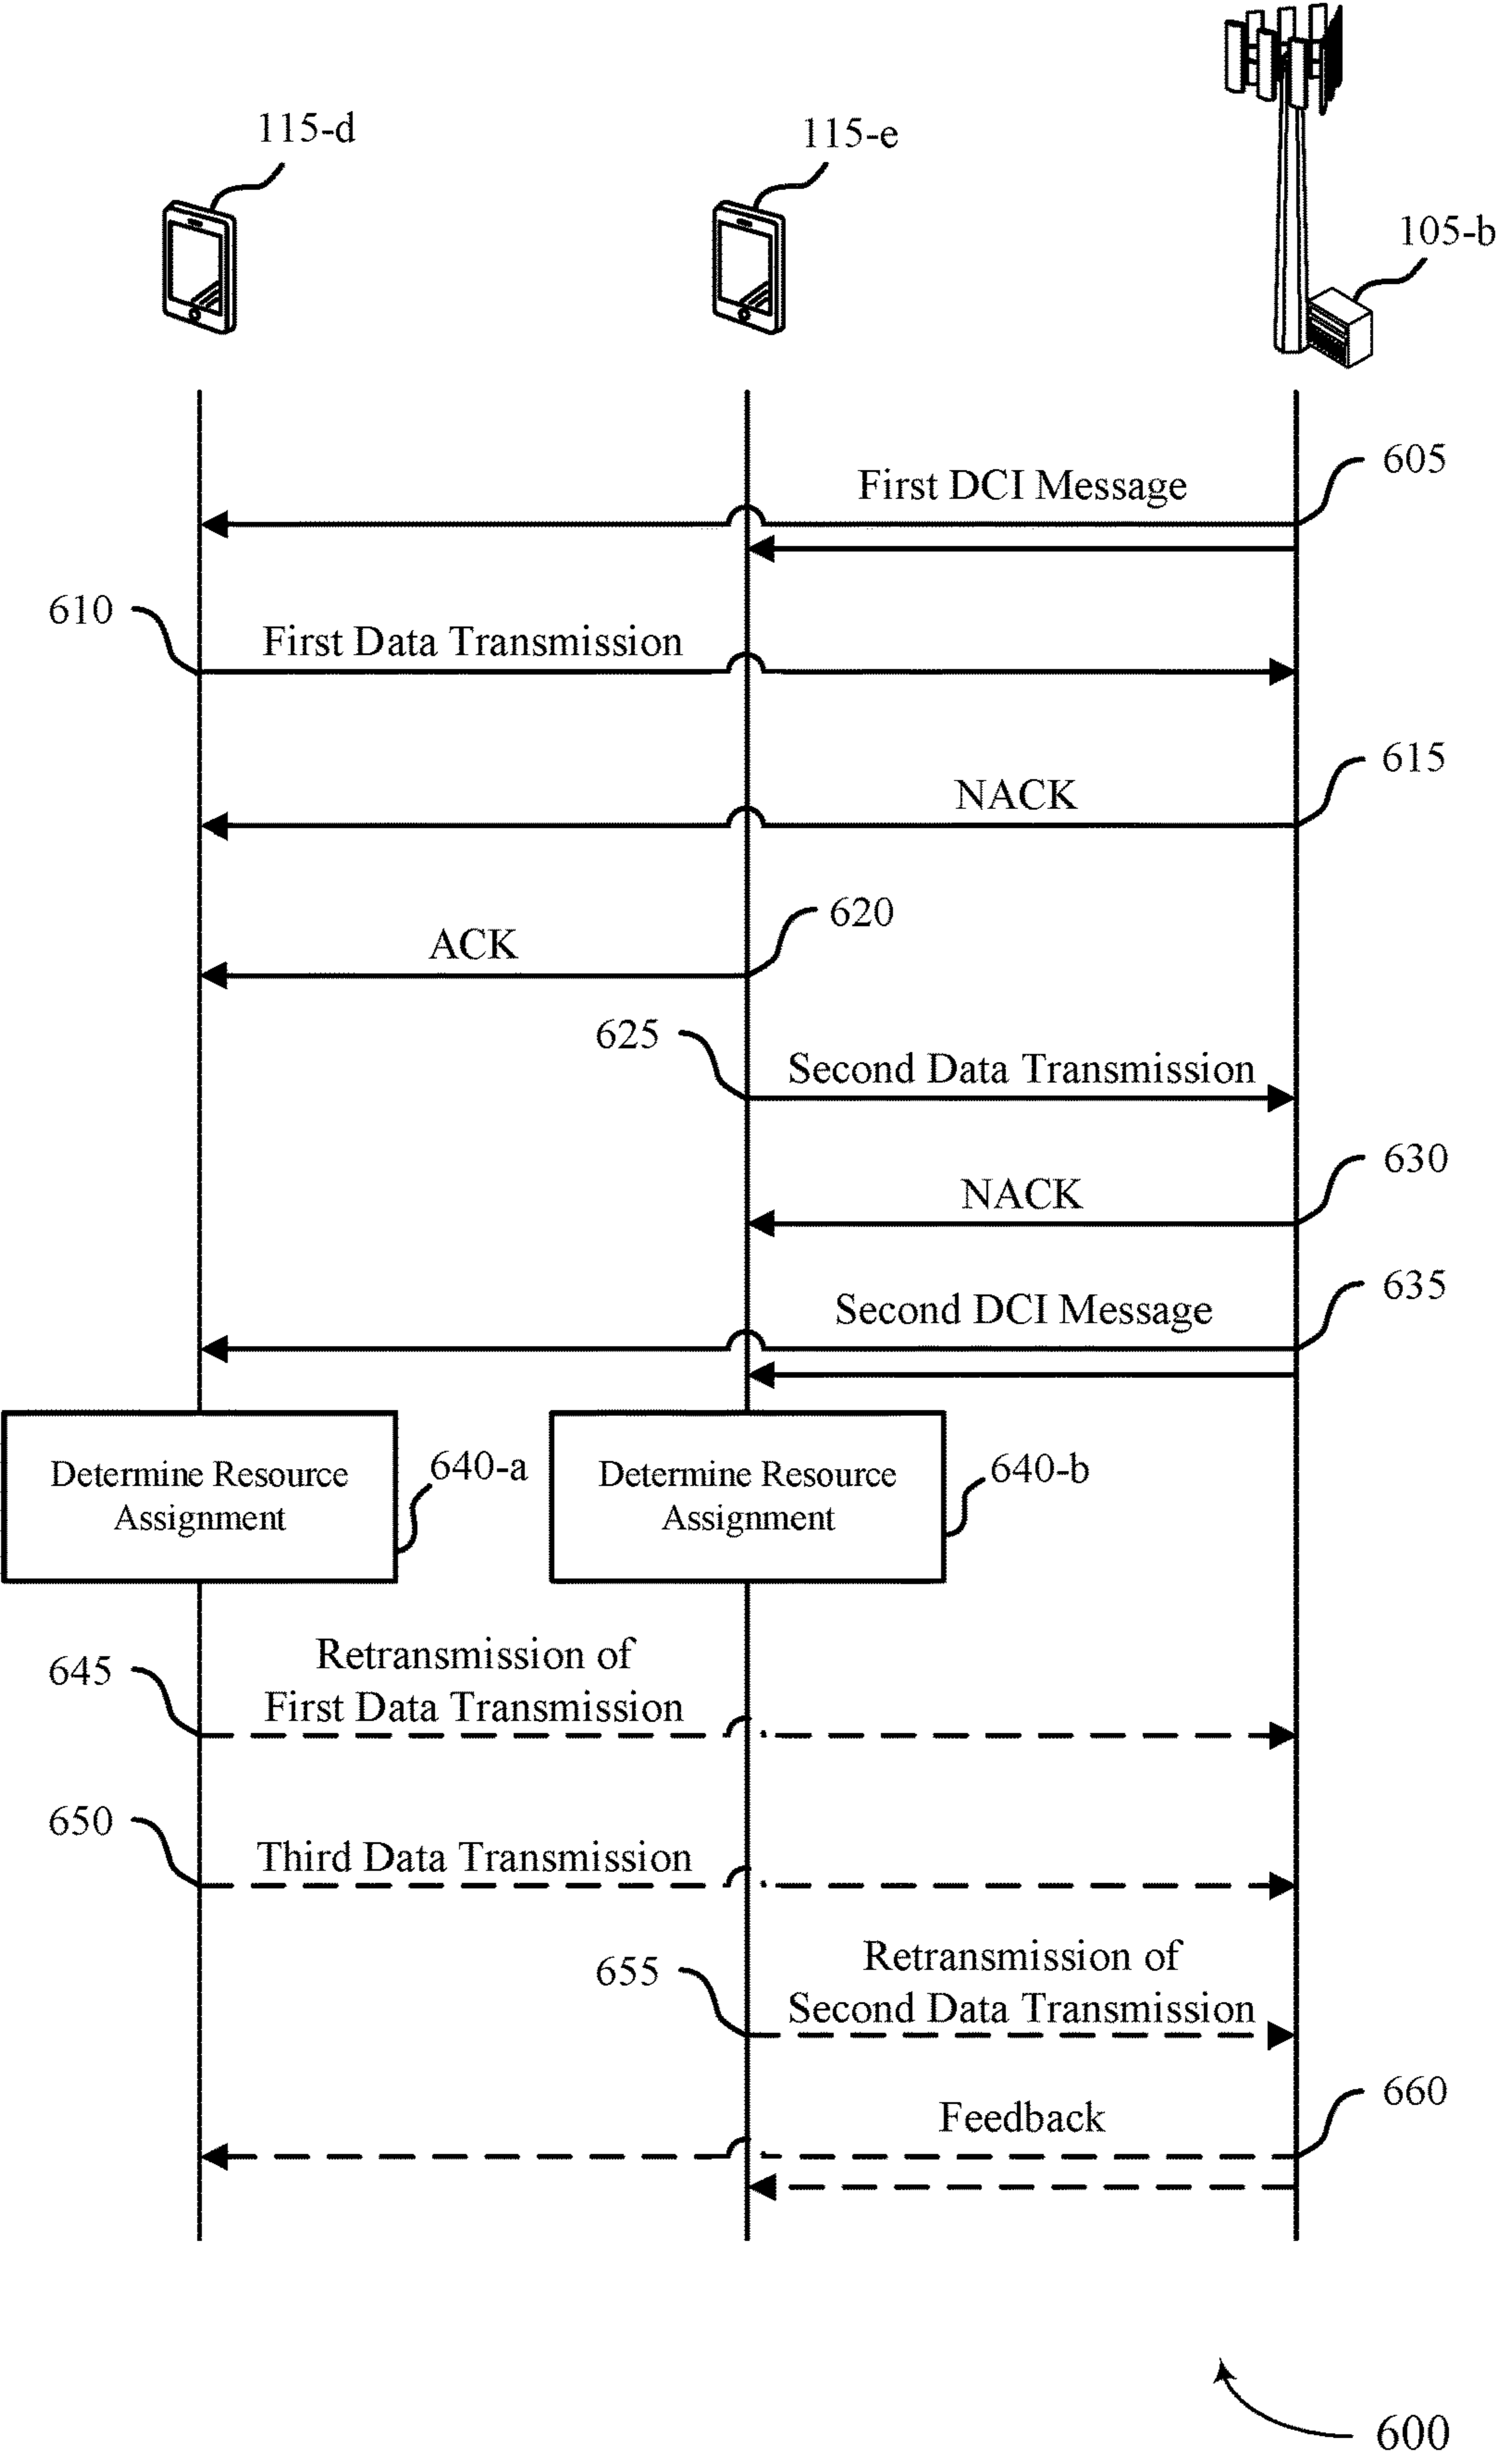 115-d
115-e
105-b
605
First DCI Message
610
First Data Transmission
615
NACK
620
ACK
625
Second Data Transmission
630
NACK
635
Second DCI Message
Determine Resource
Assignment
640-a
Determine Resource
Assignment
640-b
645
Retransmission of
First Data Transmission
650
Third Data Transmission
655
Retransmission of
Second Data Transmission
660
Feedback
600